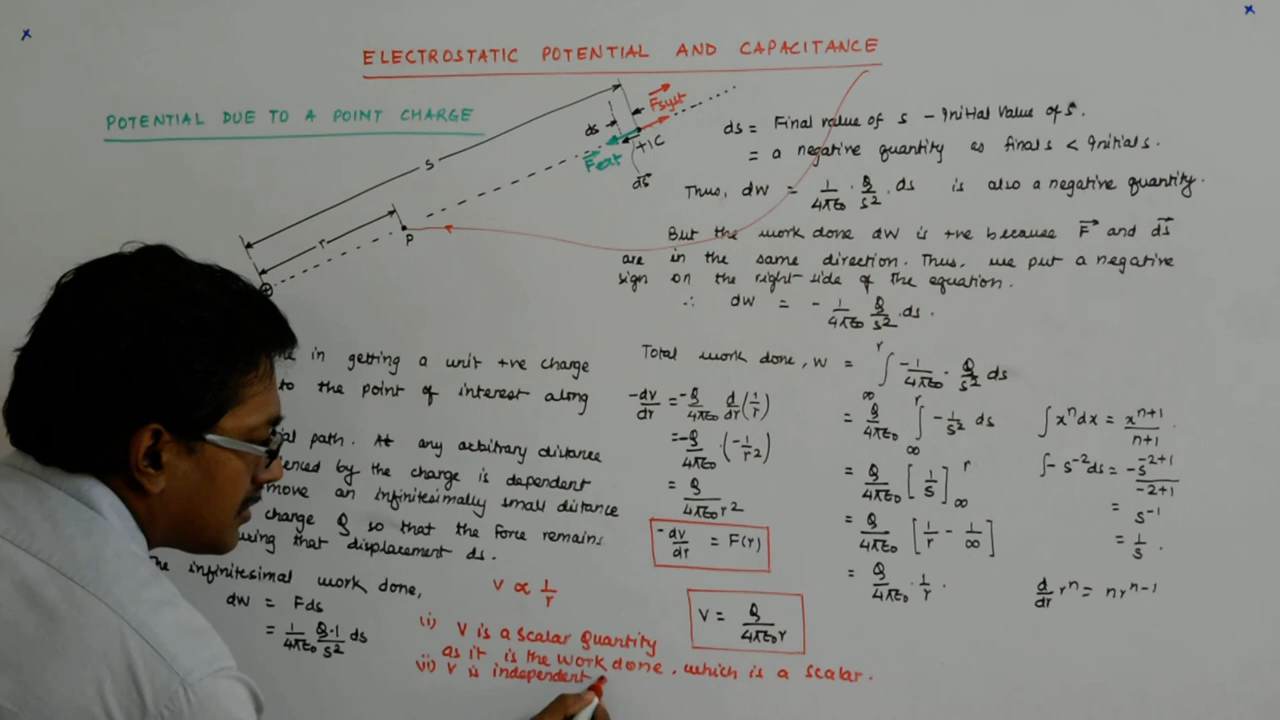 ELECTROSTATIC POTENTIAL AND CAPACITANCE
POTENTIAL DUE TO A POINT CHARGE
ds
F⃗syst
+1C
F⃗ext
ds⃗
s
r
P
ds = Final value of s - Initial value of s.
= a negative quantity as final s < Initial s.
Thus, dw = 1/4πε₀ . Q/s² . ds is also a negative quantity.
But the work done dw is +ve because F⃗ and ds⃗
are in the same direction. Thus, we put a negative
sign on the right side of the equation.
∴ dw = - 1/4πε₀ Q/s² . ds .
in getting a unit +ve charge
to the point of interest along
path. At any arbitrary distance
by the charge is dependent
move an infinitesimally small distance
charge Q so that the force remains
that displacement ds.
infinitesimal work done,
dw = Fds
= 1/4πε₀ Q·1/s² ds
V ∝ 1/r
(i) V is a scalar quantity
as it is the work done, which is a scalar.
(ii) V is independent
Total work done, W = ∫∞^r -1/4πε₀ . Q/s² ds
= Q/4πε₀ ∫∞^r -1/s² ds
= Q/4πε₀ [1/s]∞^r
= Q/4πε₀ [1/r - 1/∞]
= Q/4πε₀ . 1/r .
-dv/dr = -Q/4πε₀ d/dr(1/r)
= -Q/4πε₀ . (-1/r²)
= Q/4πε₀r²
-dv/dr = F(r)
V = Q/4πε₀r
∫xⁿdx = xⁿ⁺¹/n+1
∫-s⁻²ds = -s⁻²⁺¹/-2+1
= s⁻¹
= 1/s .
d/dr rⁿ = nrⁿ⁻¹